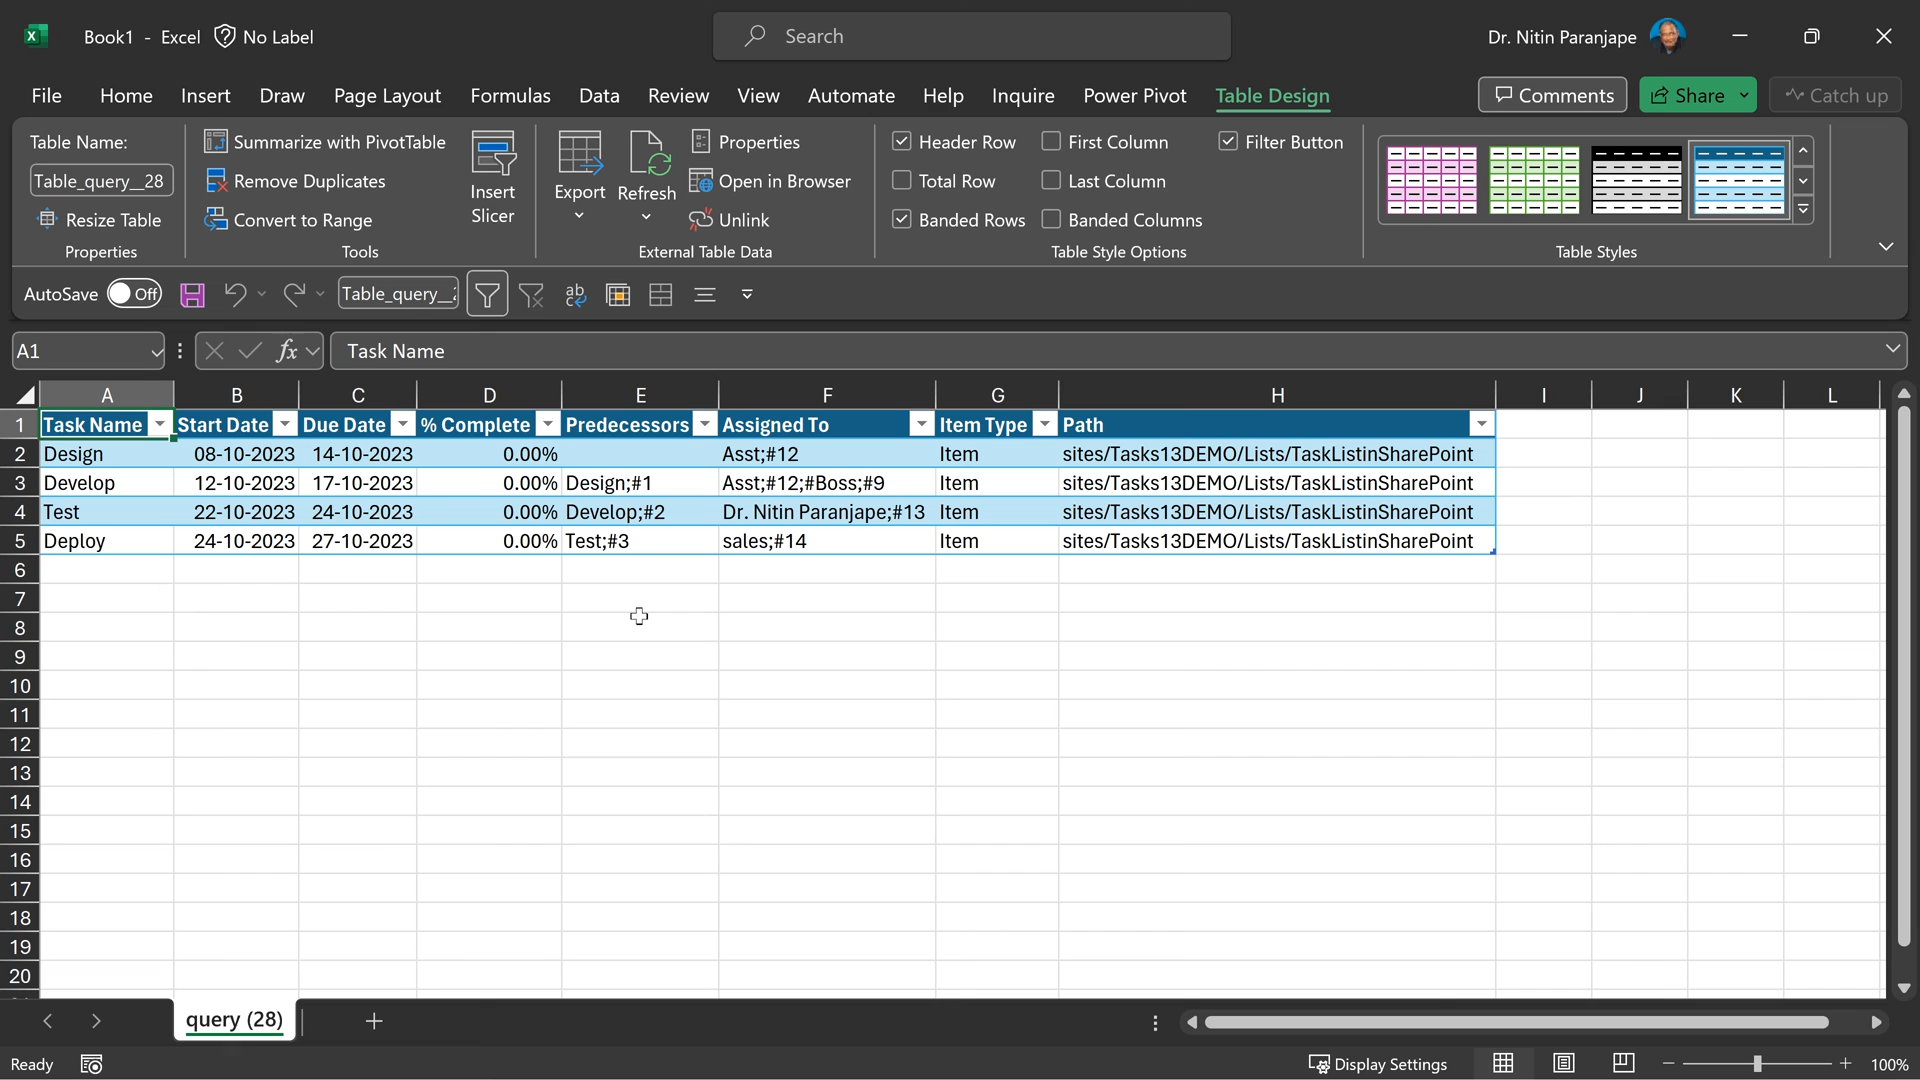 Book1 - Excel No Label Search Dr. Nitin Paranjape
File Home Insert Draw Page Layout Formulas Data Review View Automate Help Inquire Power Pivot Table Design Comments Share Catch up
Table Name:
Table_query__28
Resize Table
Properties
Summarize with PivotTable
Remove Duplicates
Convert to Range
Tools
Insert
Slicer
Export
Refresh
Properties
Open in Browser
Unlink
External Table Data
Header Row First Column Filter Button
Total Row Last Column
Banded Rows Banded Columns
Table Style Options
Table Styles
AutoSave Off Table_query__
A1 fx Task Name
A B C D E F G H I J K L
1 Task Name Start Date Due Date % Complete Predecessors Assigned To Item Type Path
2 Design 08-10-2023 14-10-2023 0.00% Asst;#12 Item sites/Tasks13DEMO/Lists/TaskListinSharePoint
3 Develop 12-10-2023 17-10-2023 0.00% Design;#1 Asst;#12;#Boss;#9 Item sites/Tasks13DEMO/Lists/TaskListinSharePoint
4 Test 22-10-2023 24-10-2023 0.00% Develop;#2 Dr. Nitin Paranjape;#13 Item sites/Tasks13DEMO/Lists/TaskListinSharePoint
5 Deploy 24-10-2023 27-10-2023 0.00% Test;#3 sales;#14 Item sites/Tasks13DEMO/Lists/TaskListinSharePoint
6
7
8
9
10
11
12
13
14
15
16
17
18
19
20
query (28)
Ready Display Settings 100%